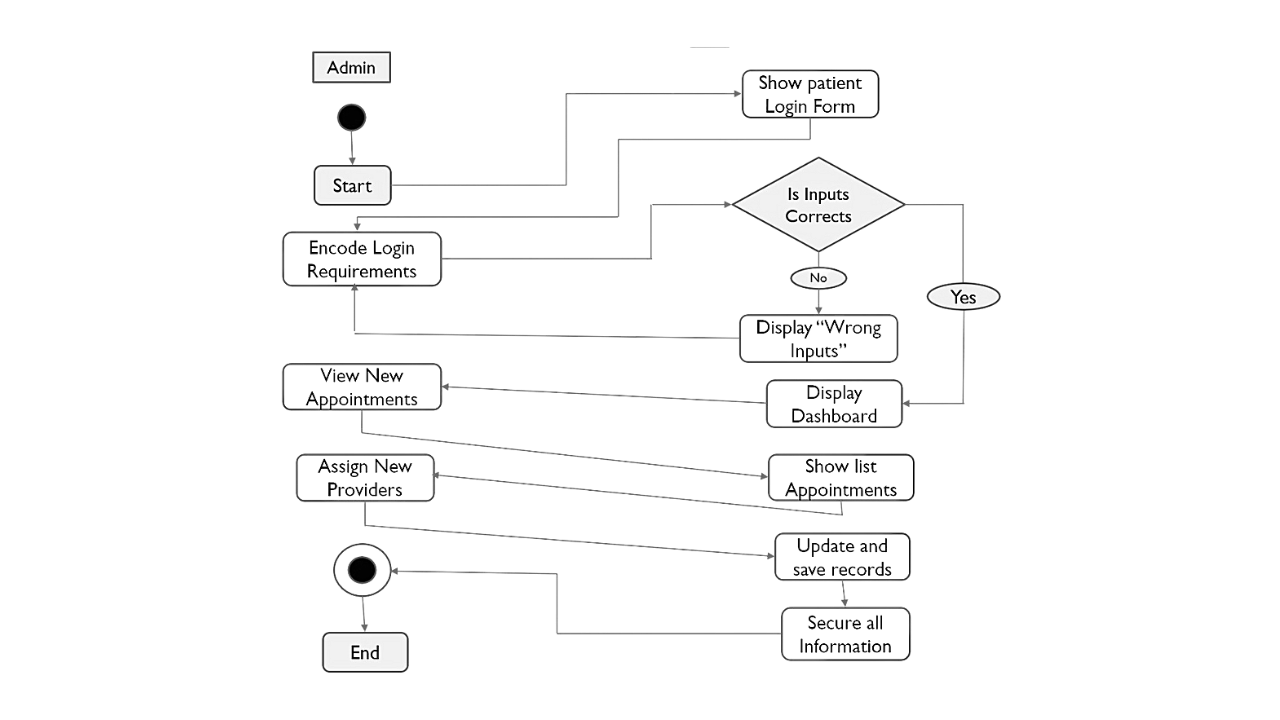 Admin
Show patient
Login Form
Start
Is Inputs
Corrects
Encode Login
Requirements
No
Yes
Display “Wrong
Inputs”
View New
Appointments
Display
Dashboard
Assign New
Providers
Show list
Appointments
Update and
save records
Secure all
Information
End